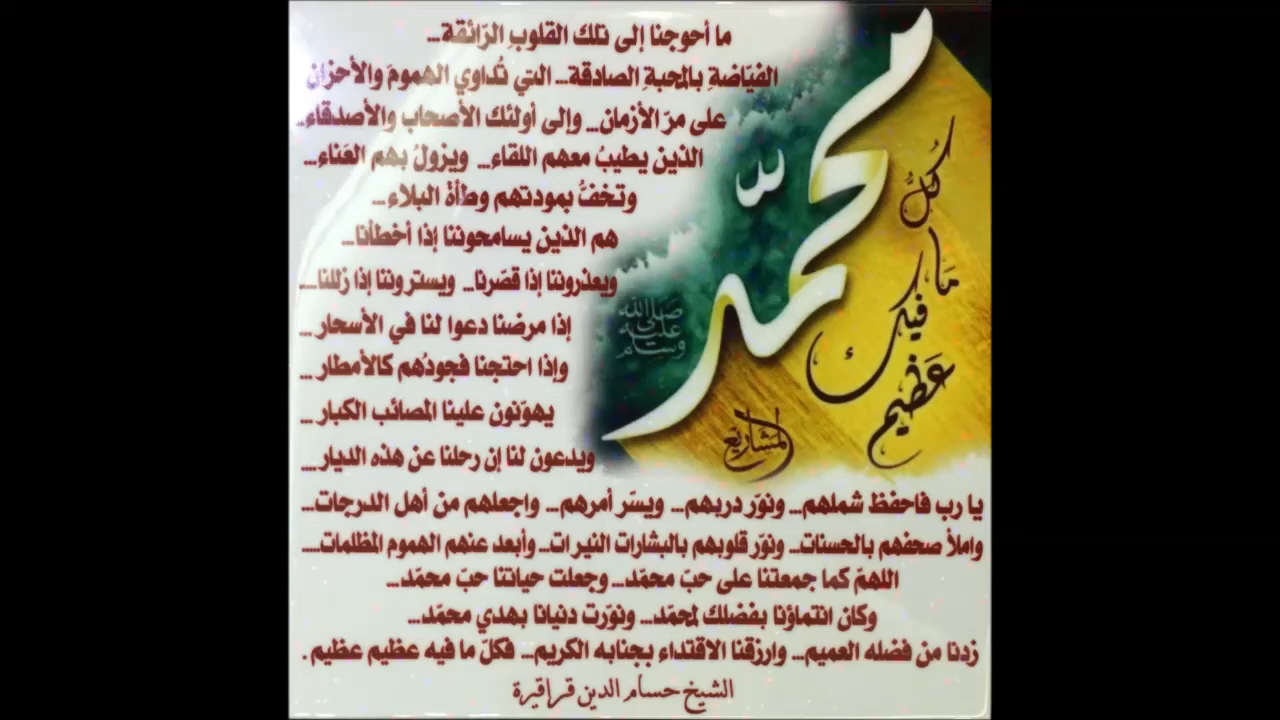 ما أحوجنا إلى تلك القلوبِ الرّائقة...
الفيّاضةِ بالمحبةِ الصادقة... التي تُداوي الهمومَ والأحزان
على مرّ الأزمان... وإلى أولئك الأصحاب والأصدقاء...
الذين يطيبُ معهم اللقاء... ويزولُ بهم العَناء...
وتخفُّ بمودتهم وطأةُ البلاء...
هم الذين يسامحوننا إذا أخطأنا...
ويعذروننا إذا قصّرنا... ويستروننا إذا زللنا...
إذا مرضنا دعوا لنا في الأسحار...
وإذا احتجنا فجودُهم كالأمطار...
يهوّنون علينا المصائب الكبار...
ويدعون لنا إن رحلنا عن هذه الديار...
يا رب فاحفظ شملهم... ونوّر دربهم... ويسّر أمرهم... واجعلهم من أهل الدرجات...
واملأ صحفهم بالحسنات... ونوّر قلوبهم بالبشارات النيرات... وأبعد عنهم الهموم المظلمات...
اللهمّ كما جمعتنا على حبّ محمّد... وجعلت حياتنا حبّ محمّد...
وكان انتماؤنا بفضلك لمحمّد... ونوّرت دنيانا بهدي محمّد...
زدنا من فضله العميم... وارزقنا الاقتداء بجنابه الكريم... فكلّ ما فيه عظيم عظيم.
الشيخ حسام الدين قراقيرة
محمّد
صلى الله عليه وسلم
كُلُّ
مَا
فيك
عَظيم
المشاريع